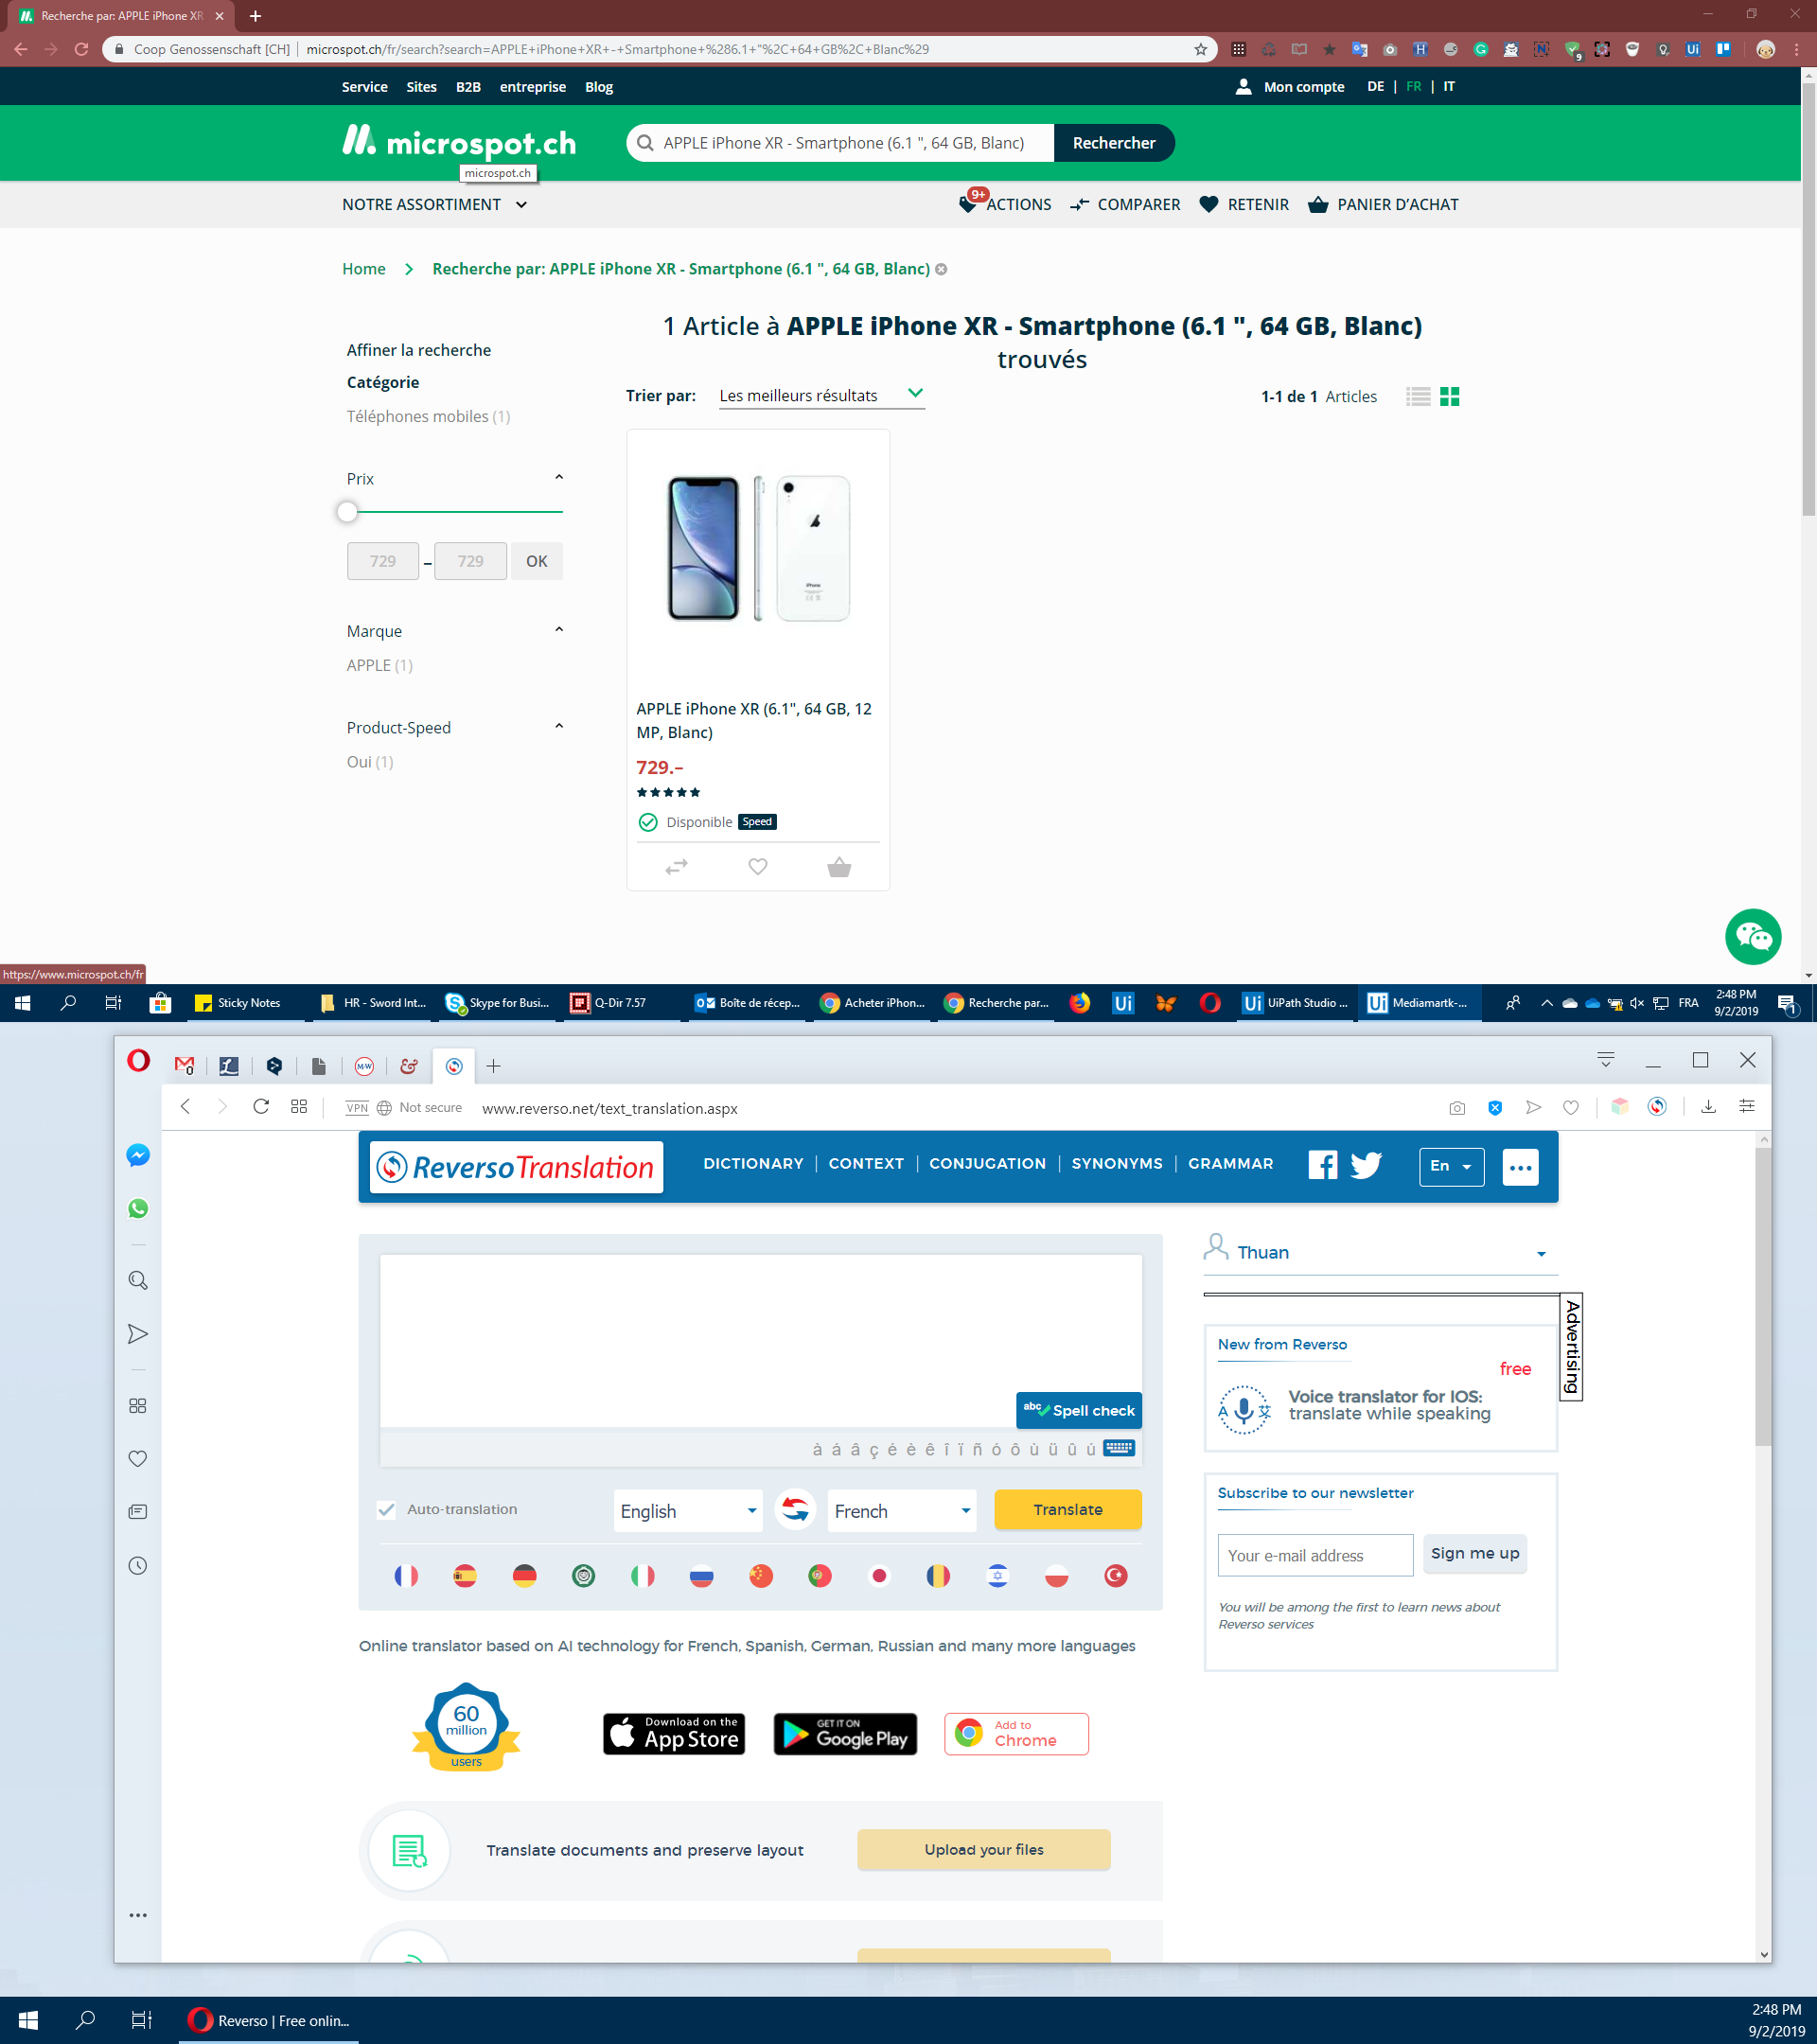 Recherche par: APPLE iPhone XR
Coop Genossenschaft [CH] | microspot.ch/fr/search?search=APPLE+iPhone+XR+-+Smartphone+%286.1+"%2C+64+GB%2C+Blanc%29
9
Ui
Service Sites B2B entreprise Blog
Mon compte DE | FR | IT
microspot.ch
APPLE iPhone XR - Smartphone (6.1 ", 64 GB, Blanc)
Rechercher
microspot.ch
NOTRE ASSORTIMENT
9+ ACTIONS COMPARER RETENIR PANIER D'ACHAT
Home > Recherche par: APPLE iPhone XR - Smartphone (6.1 ", 64 GB, Blanc)
1 Article à APPLE iPhone XR - Smartphone (6.1 ", 64 GB, Blanc)
trouvés
Affiner la recherche
Catégorie
Téléphones mobiles (1)
Trier par: Les meilleurs résultats
1-1 de 1 Articles
Prix
729 – 729 OK
Marque
APPLE (1)
Product-Speed
Oui (1)
iPhone
APPLE iPhone XR (6.1", 64 GB, 12
MP, Blanc)
729.–
Disponible Speed
https://www.microspot.ch/fr
Sticky Notes
HR - Sword Int...
Skype for Busi...
Q-Dir 7.57
Boîte de récep...
Acheter iPhon...
Recherche par...
Ui
UiPath Studio ...
Mediamartk-...
FRA
2:48 PM
9/2/2019
1
0
M-W
VPN Not secure www.reverso.net/text_translation.aspx
Reverso Translation
DICTIONARY | CONTEXT | CONJUGATION | SYNONYMS | GRAMMAR
En
Thuan
Advertising
New from Reverso
free
Voice translator for IOS:
translate while speaking
abc Spell check
à á â ç é è ê î ï ñ ó ô ù ü û ú
Auto-translation
English
French
Translate
Subscribe to our newsletter
Your e-mail address
Sign me up
You will be among the first to learn news about
Reverso services
Online translator based on AI technology for French, Spanish, German, Russian and many more languages
60
million
users
Download on the
App Store
GET IT ON
Google Play
Add to
Chrome
Translate documents and preserve layout
Upload your files
Reverso | Free onlin...
2:48 PM
9/2/2019